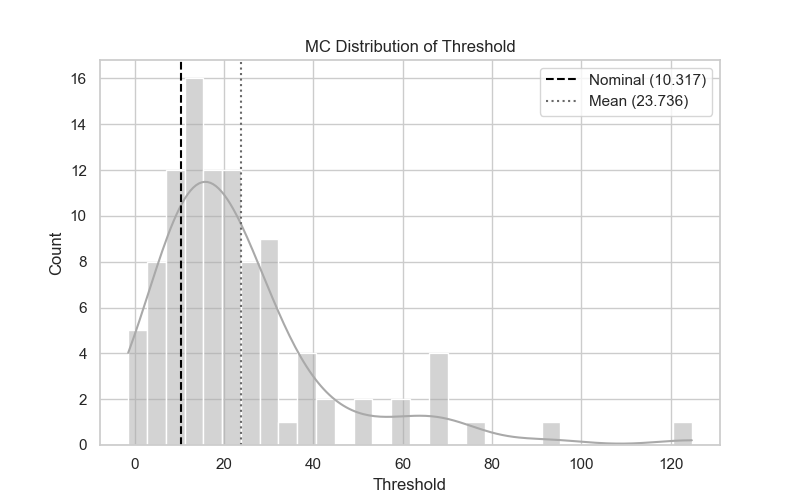 MC Distribution of Threshold
Nominal (10.317)
Mean (23.736)
Count
16
14
12
10
8
6
4
2
0
0 20 40 60 80 100 120
Threshold